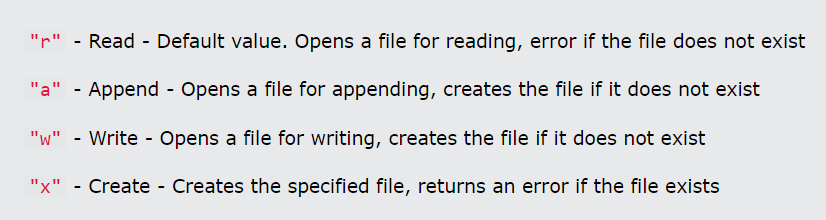 "r" - Read - Default value. Opens a file for reading, error if the file does not exist
"a" - Append - Opens a file for appending, creates the file if it does not exist
"w" - Write - Opens a file for writing, creates the file if it does not exist
"x" - Create - Creates the specified file, returns an error if the file exists